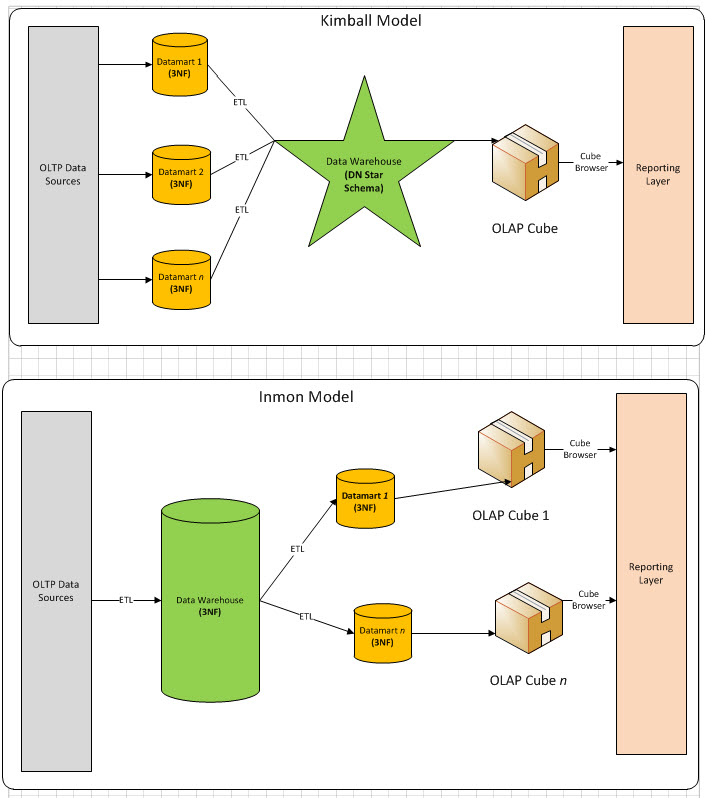 Kimball Model
OLTP Data
Sources
Datamart 1
(3NF)
ETL
Datamart 2
(3NF)
ETL
Datamart n
(3NF)
ETL
Data Warehouse
(DN Star
Schema)
OLAP Cube
Cube
Browser
Reporting
Layer
Inmon Model
OLTP Data
Sources
ETL
Data Warehouse
(3NF)
ETL
ETL
Datamart 1
(3NF)
Datamart n
(3NF)
OLAP Cube 1
Cube
Browser
OLAP Cube n
Cube
Browser
Reporting
Layer